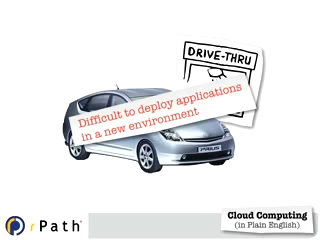 DRIVE-THRU
Difficult to deploy applications
in a new environment
PRIUS
rPath
Cloud Computing
(in Plain English)